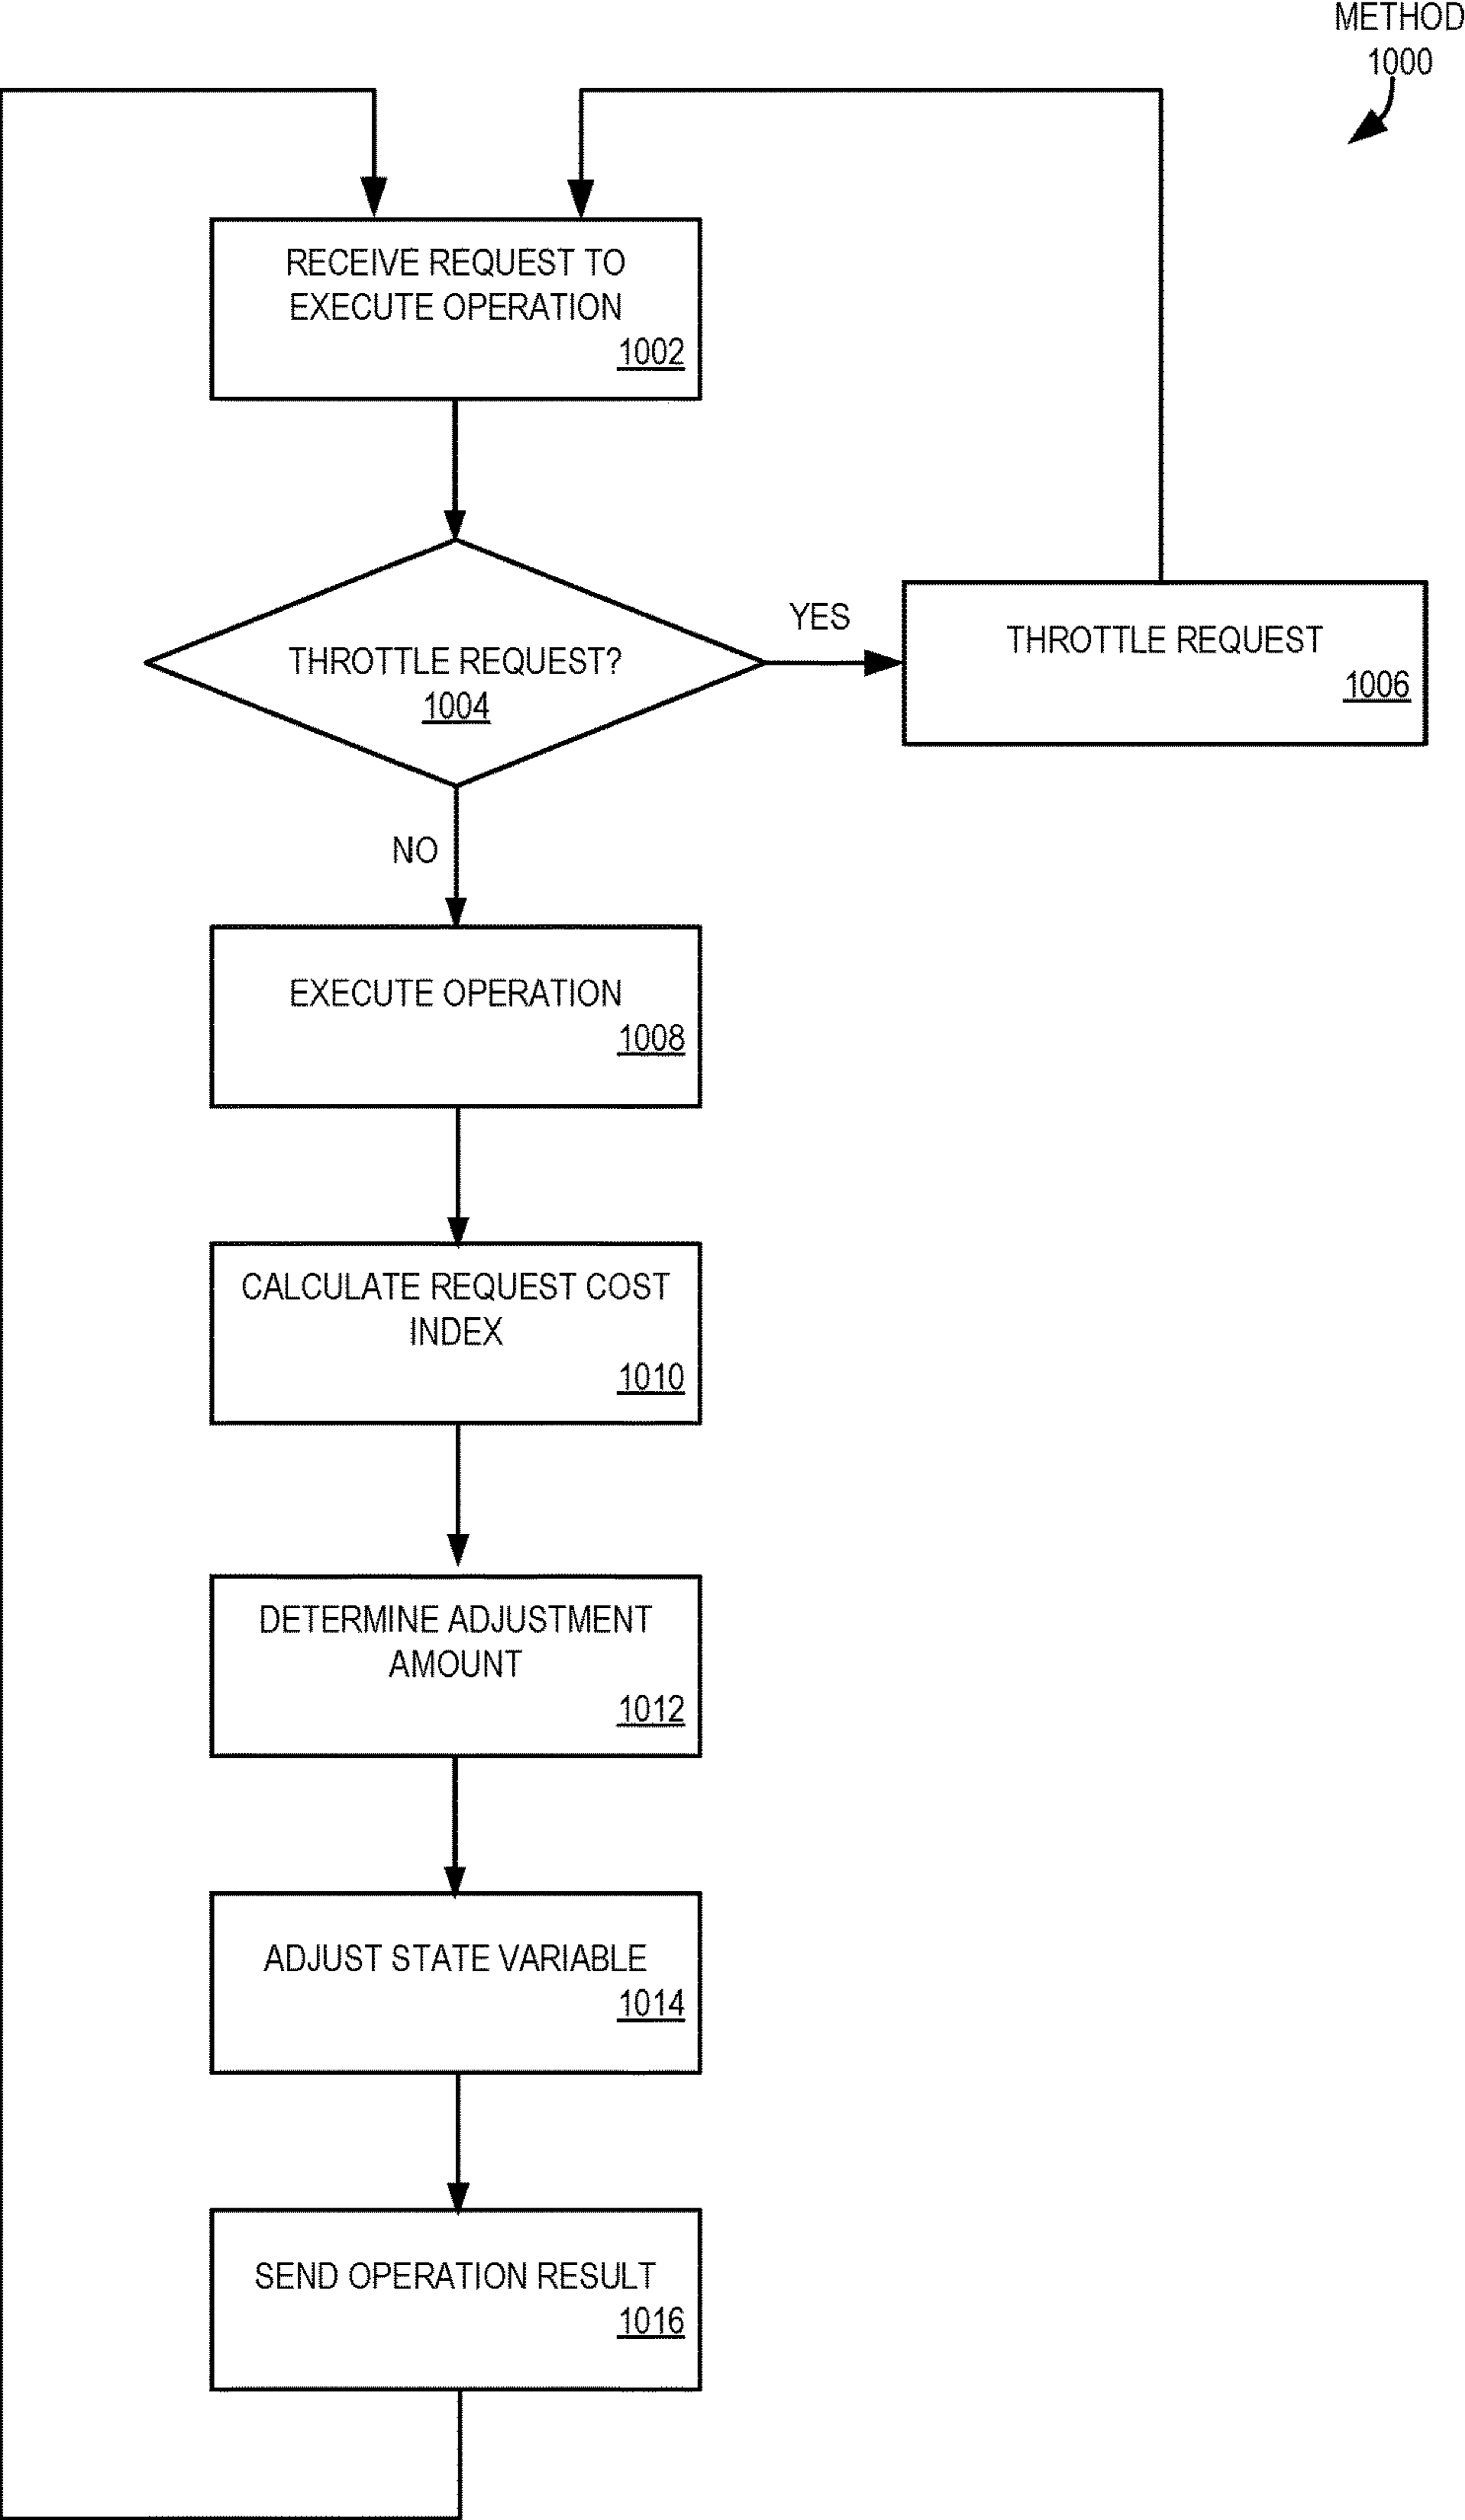 METHOD
1000
RECEIVE REQUEST TO
EXECUTE OPERATION
1002
THROTTLE REQUEST?
1004
YES
THROTTLE REQUEST
1006
NO
EXECUTE OPERATION
1008
CALCULATE REQUEST COST
INDEX
1010
DETERMINE ADJUSTMENT
AMOUNT
1012
ADJUST STATE VARIABLE
1014
SEND OPERATION RESULT
1016